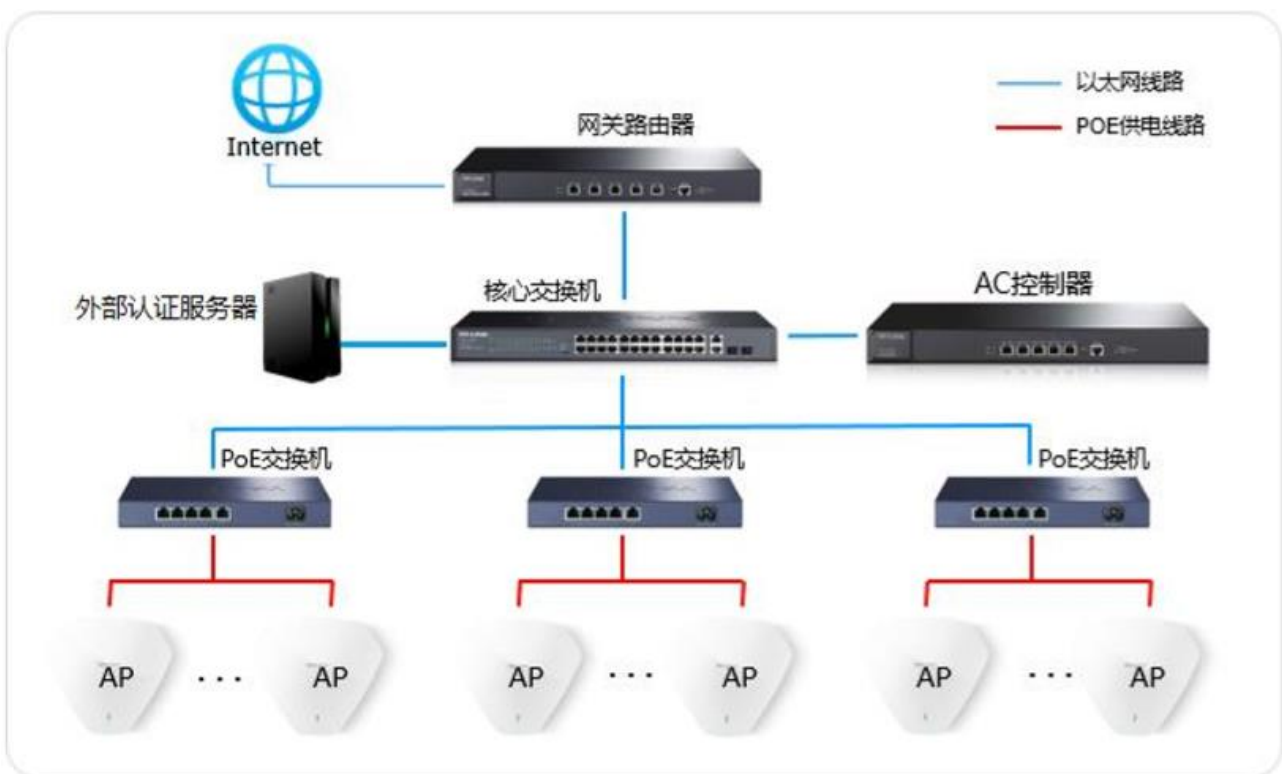 以太网线路
网关路由器
POE供电线路
Internet
AC控制器
核心交换机
外部认证服务器
PoE交换机
PoE交换机
PoE交换机
AP
...
AP
AP
...
AP
AP
...
AP